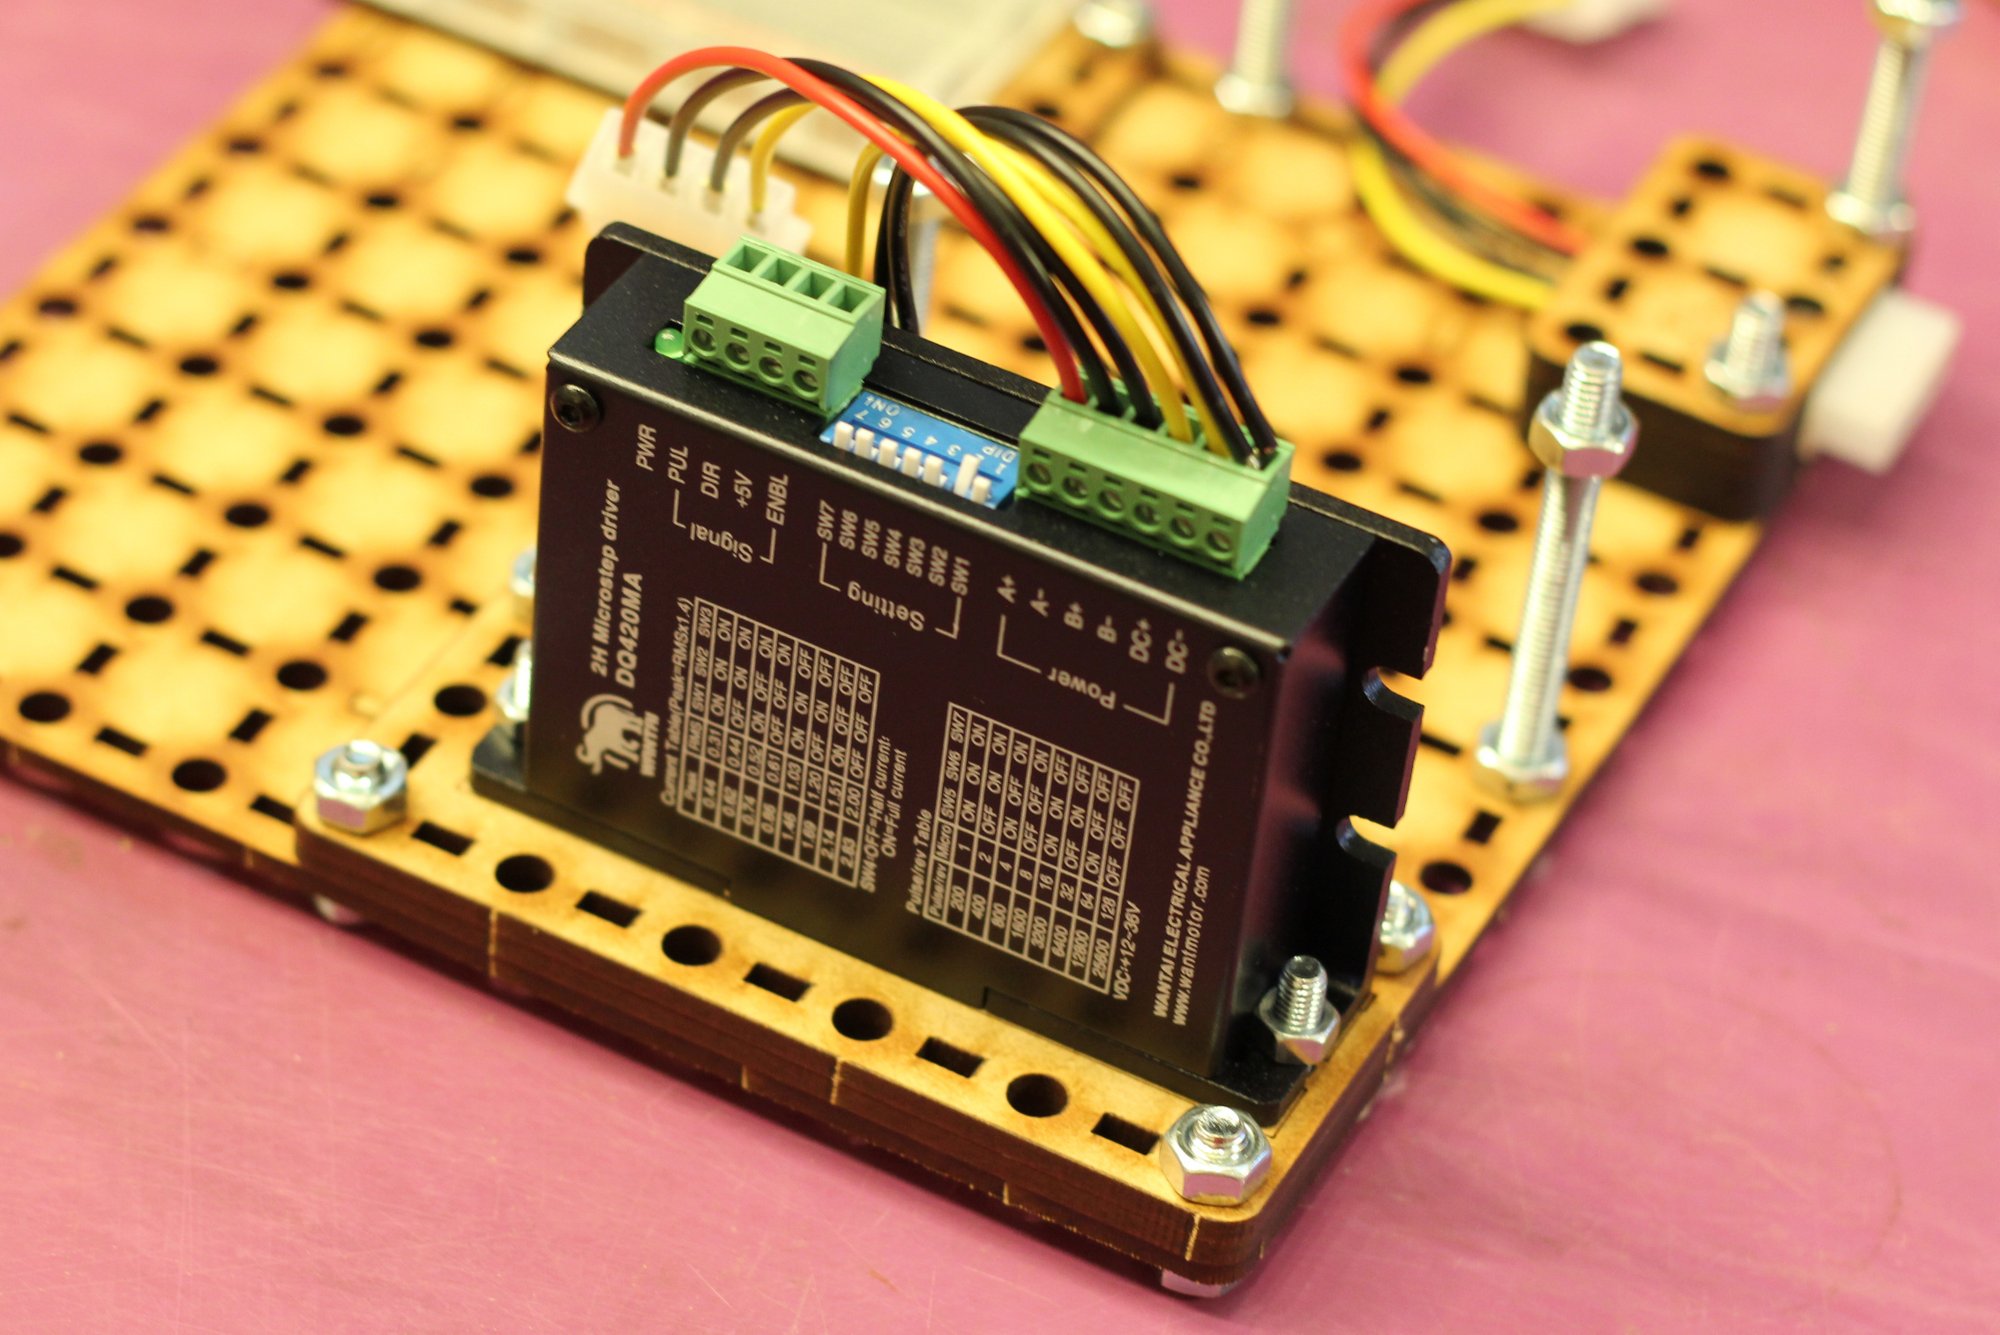 2H Microstep driver
DQ420MA
PWR
PUL
DIR
+5V
ENBL
Signal
SW7
SW6
SW5
SW4
SW3
SW2
SW1
Setting
A+
A-
B+
B-
DC+
DC-
Power
7 6 5 4 3 1
ON↓
DIP
WANTAI
Current Table(Peak=RMSx1.4)
Peak RMS SW1 SW2 SW3
0.44 0.31 ON ON ON
0.62 0.44 OFF ON ON
0.74 0.52 ON OFF ON
0.86 0.61 OFF OFF ON
1.46 1.03 ON ON OFF
1.69 1.20 OFF ON OFF
2.14 1.51 ON OFF OFF
2.83 2.00 OFF OFF OFF
SW4:OFF=Half current;
ON=Full current
Pulse/rev Table
Pulse/rev Micro SW5 SW6 SW7
200 1 ON ON ON
400 2 OFF ON ON
800 4 ON OFF ON
1600 8 OFF OFF ON
3200 16 ON ON OFF
6400 32 OFF ON OFF
12800 64 ON OFF OFF
25600 128 OFF OFF OFF
VDC:+12-36V
WANTAI ELECTRICAL APPLIANCE CO.,LTD
www.wantmotor.com